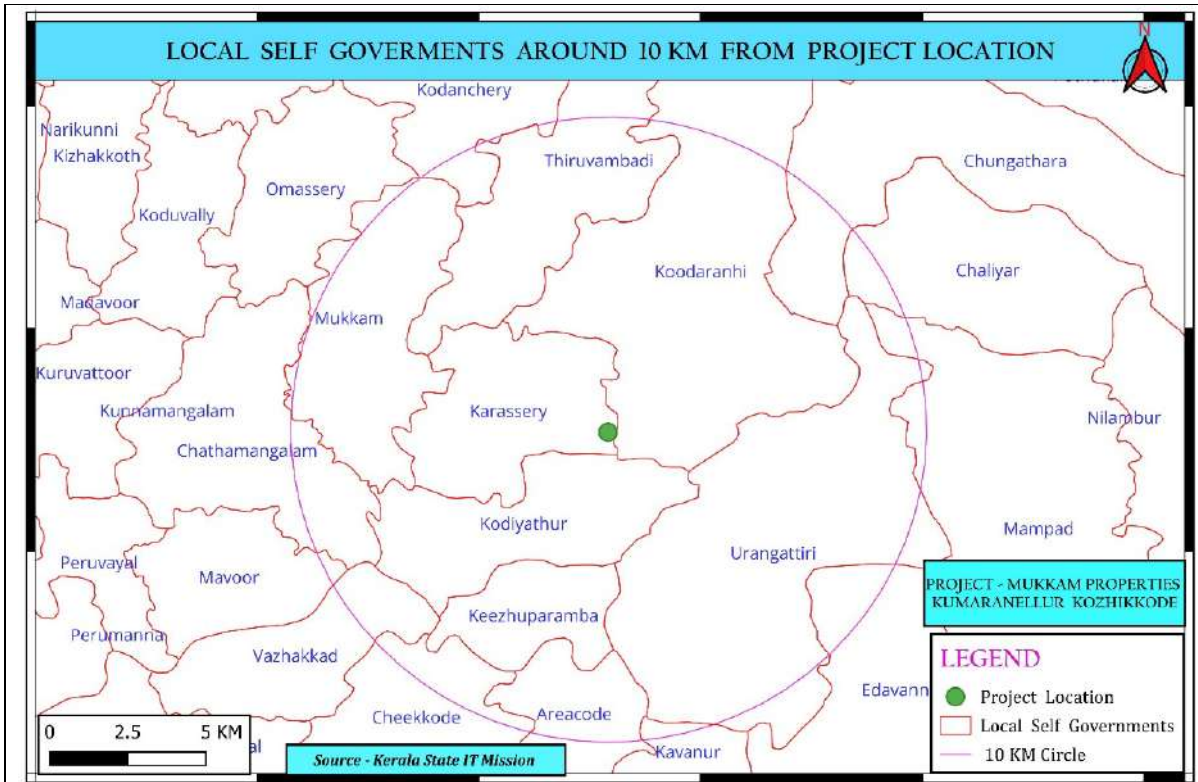 LOCAL SELF GOVERMENTS AROUND 10 KM FROM PROJECT LOCATION
N
Kodanchery
Narikunni
Kizhakkoth
Thiruvambadi
Chungathara
Omassery
Koduvally
Koodaranhi
Chaliyar
Madavoor
Mukkam
Kuruvattoor
Kunnamangalam
Karassery
Nilambur
Chathamangalam
Kodiyathur
Mampad
Urangattiri
Peruvayal
Mavoor
PROJECT - MUKKAM PROPERTIES
KUMARANELLUR KOZHIKKODE
Keezhuparamba
Perumanna
Vazhakkad
LEGEND
Edavann
Project Location
Cheekkode
Areacode
Local Self Governments
0 2.5 5 KM
al
Kavanur
10 KM Circle
Source - Kerala State IT Mission